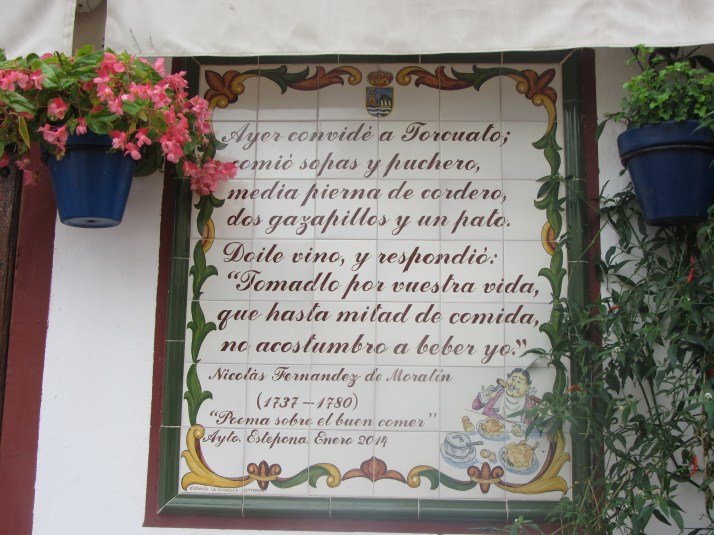 Ayer convidé a Torcuato;
comió sopas y puchero,
media pierna de cordero,
dos gazapillos y un pato.
Doile vino, y respondió:
"Tomadlo por vuestra vida,
que hasta mitad de comida,
no acostumbro a beber yo."
Nicolás Fernandez de Moratín
(1737 - 1780)
"Poema sobre el buen comer"
Ayto. Estepona. Enero 2014